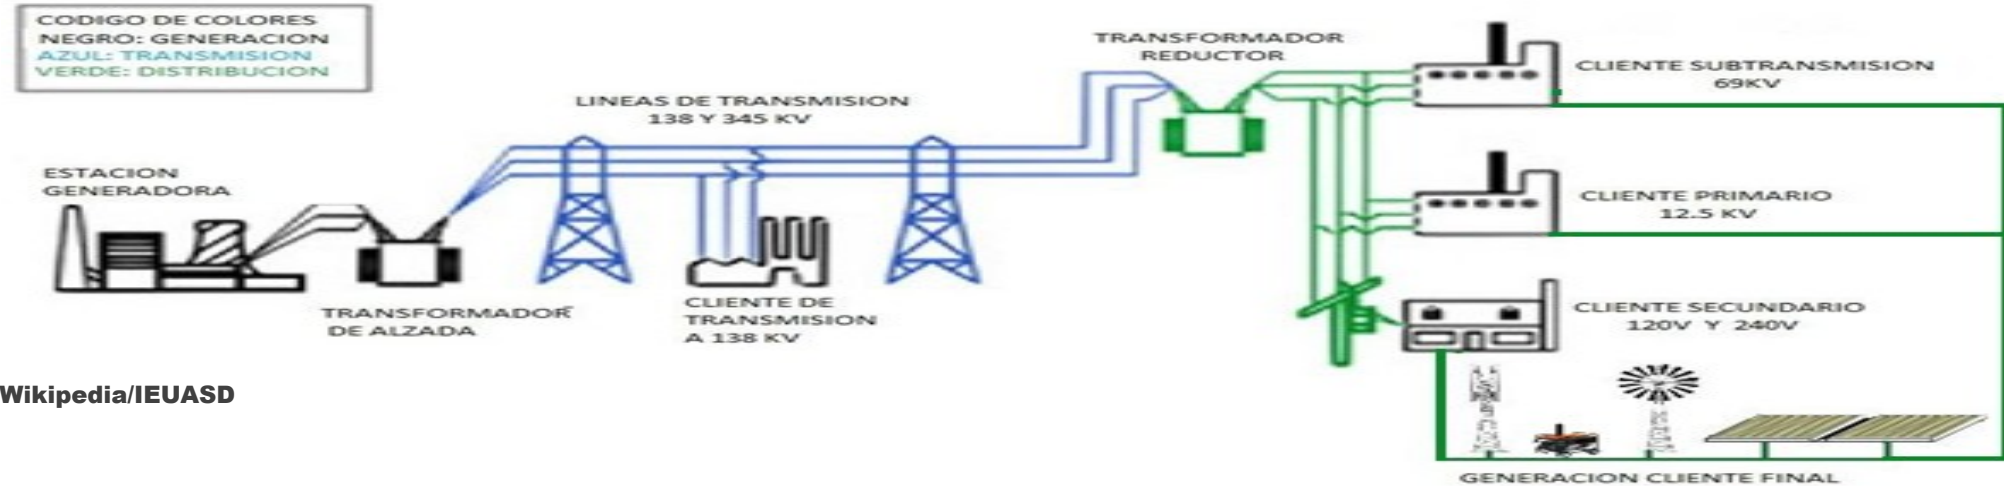 CODIGO DE COLORES
NEGRO: GENERACION
AZUL: TRANSMISION
VERDE: DISTRIBUCION
ESTACION
GENERADORA
TRANSFORMADOR
DE ALZADA
LINEAS DE TRANSMISION
138 Y 345 KV
CLIENTE DE
TRANSMISION
A 138 KV
TRANSFORMADOR
REDUCTOR
CLIENTE SUBTRANSMISION
69KV
CLIENTE PRIMARIO
12.5 KV
CLIENTE SECUNDARIO
120V Y 240V
GENERACION CLIENTE FINAL
Wikipedia/IEUASD